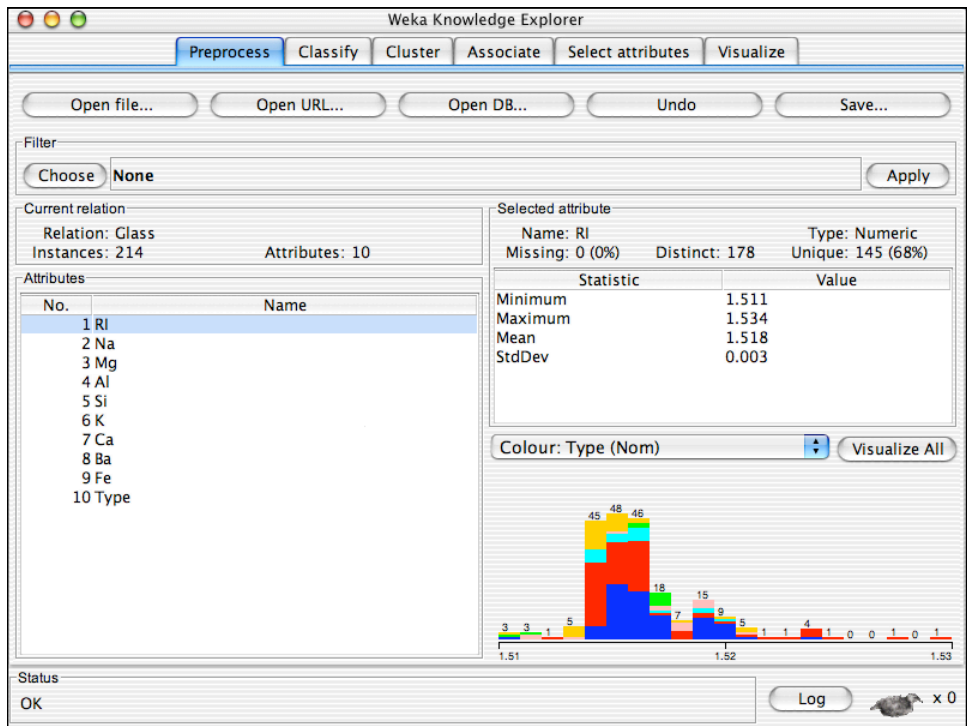 Weka Knowledge Explorer
Preprocess Classify Cluster Associate Select attributes Visualize
Open file... Open URL... Open DB... Undo Save...
Filter
Choose None Apply
Current relation
Relation: Glass
Instances: 214 Attributes: 10
Attributes
No. Name
1 RI
2 Na
3 Mg
4 Al
5 Si
6 K
7 Ca
8 Ba
9 Fe
10 Type
Selected attribute
Name: RI Type: Numeric
Missing: 0 (0%) Distinct: 178 Unique: 145 (68%)
Statistic Value
Minimum 1.511
Maximum 1.534
Mean 1.518
StdDev 0.003
Colour: Type (Nom) Visualize All
3 3 1 5 45 48 46 18 7 15 9 5 1 1 4 1 0 0 1 0 1
1.51 1.52 1.53
Status
OK Log x 0